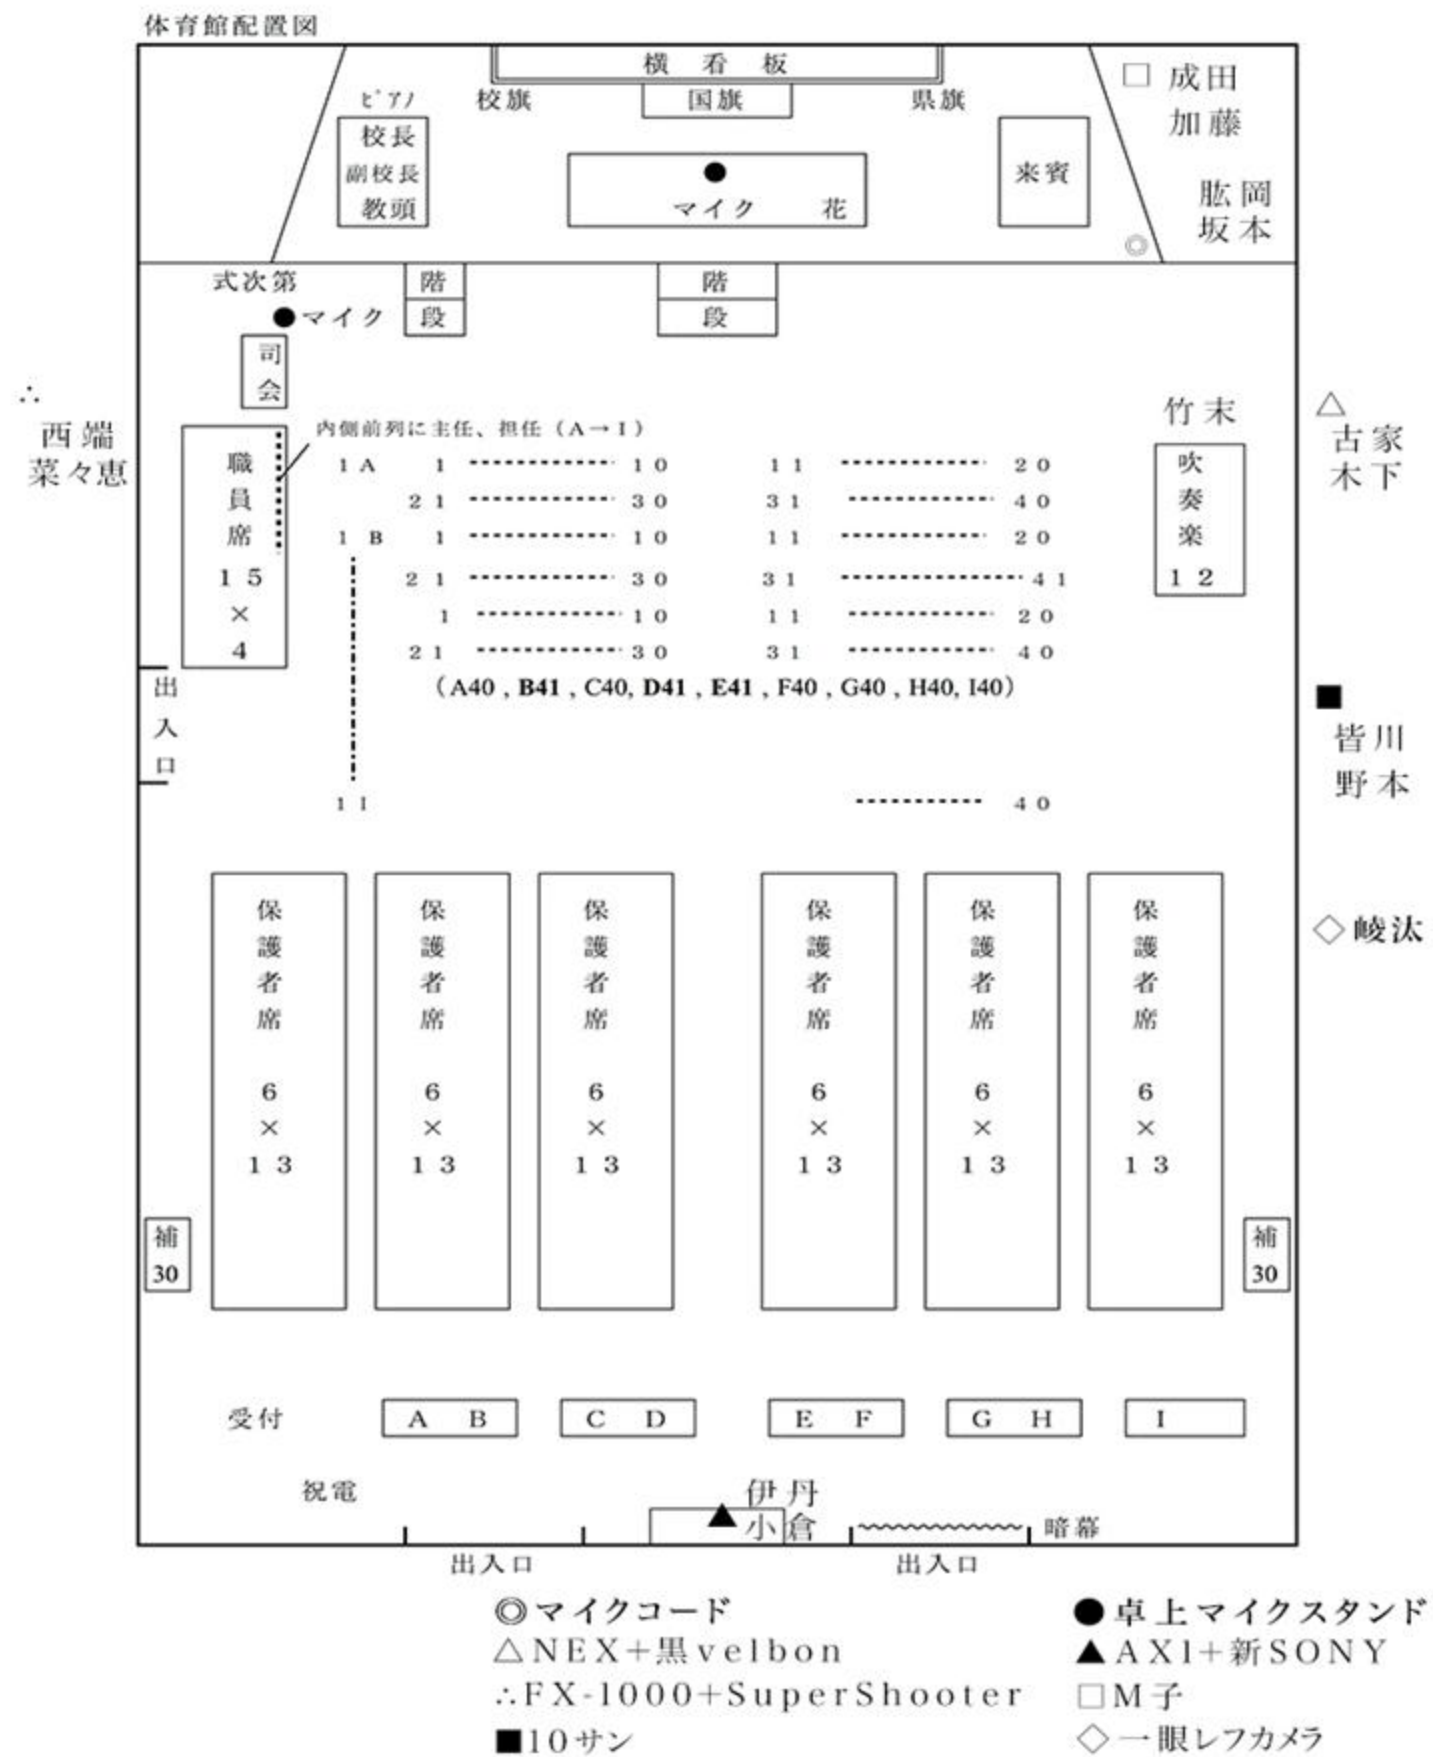 体育館配置図
横看板
ピアノ 校旗 国旗 県旗
□ 成田
加藤
校長
副校長
教頭
● マイク 花
来賓
肱岡
坂本
◎
式次第
●マイク
階段
階段
司会
∴
西端
菜々恵
竹末
△
古家
木下
内側前列に主任、担任（A→I）
職員席 15×4
吹奏楽 12
1A 1 ---------- 10 11 ---------- 20
21 ---------- 30 31 ---------- 40
1B 1 ---------- 10 11 ---------- 20
21 ---------- 30 31 ---------- 41
1 ---------- 10 11 ---------- 20
21 ---------- 30 31 ---------- 40
（A40 , B41 , C40, D41 , E41 , F40 , G40 , H40, I40）
出入口
■
皆川
野本
1I ---------- 40
◇崚汰
保護者席 6×13
保護者席 6×13
保護者席 6×13
保護者席 6×13
保護者席 6×13
保護者席 6×13
補30
補30
受付 A B C D E F G H I
祝電
▲ 伊丹
小倉
暗幕
出入口 出入口
◎マイクコード ●卓上マイクスタンド
△NEX＋黒velbon ▲AX1＋新SONY
∴FX-1000＋SuperShooter □M子
■10サン ◇一眼レフカメラ